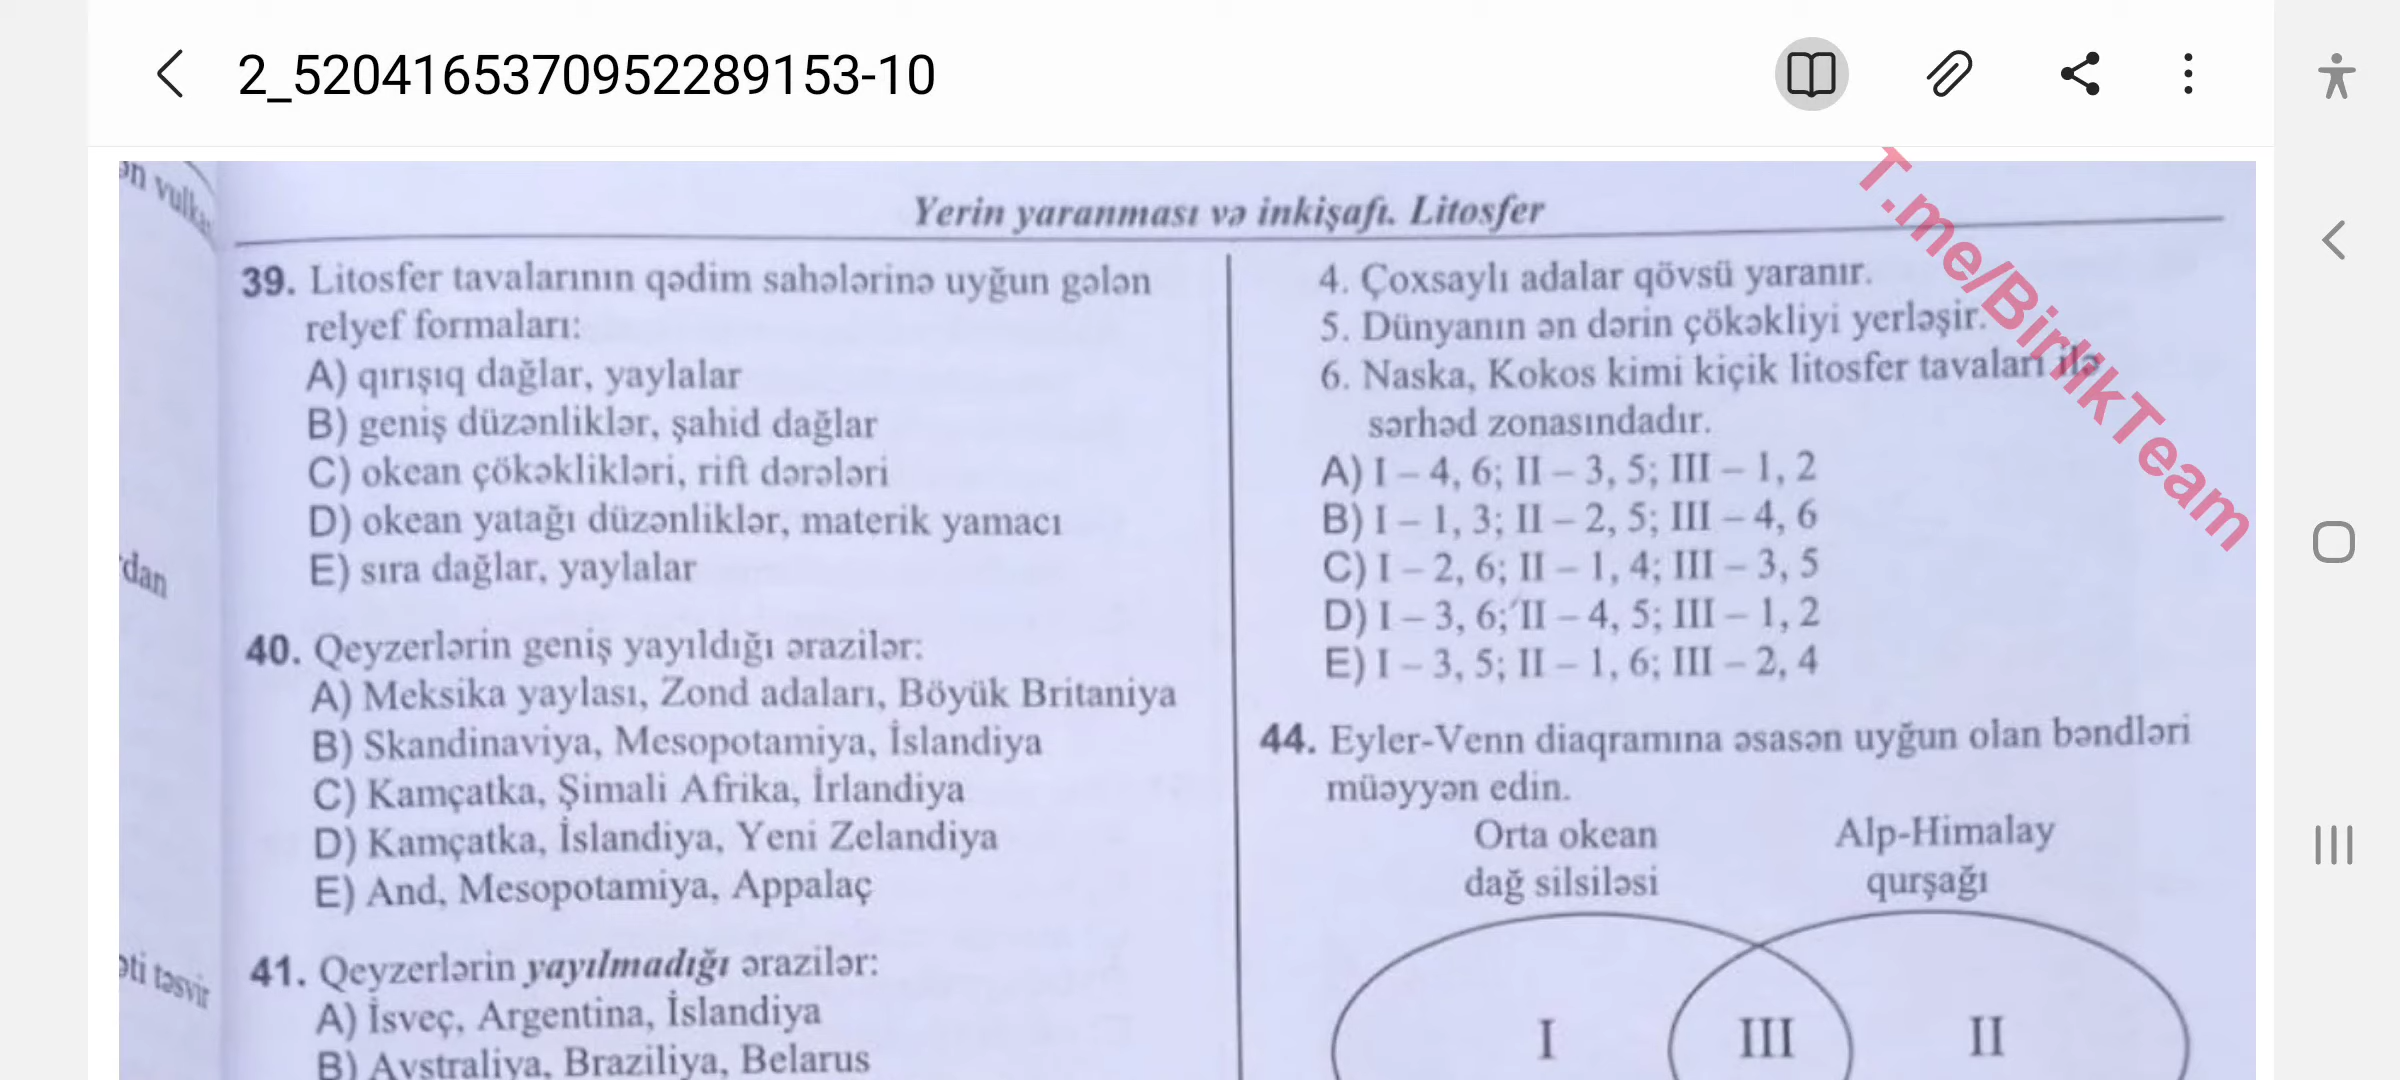 2_5204165370952289153-10
ən vulka
dan
əti təsvir
Yerin yaranması və inkişafı. Litosfer
39. Litosfer tavalarının qədim sahələrinə uyğun gələn
relyef formaları:
A) qırışıq dağlar, yaylalar
B) geniş düzənliklər, şahid dağlar
C) okean çökəklikləri, rift dərələri
D) okean yatağı düzənliklər, materik yamacı
E) sıra dağlar, yaylalar
40. Qeyzerlərin geniş yayıldığı ərazilər:
A) Meksika yaylası, Zond adaları, Böyük Britaniya
B) Skandinaviya, Mesopotamiya, İslandiya
C) Kamçatka, Şimali Afrika, İrlandiya
D) Kamçatka, İslandiya, Yeni Zelandiya
E) And, Mesopotamiya, Appalaç
41. Qeyzerlərin yayılmadığı ərazilər:
A) İsveç, Argentina, İslandiya
B) Avstraliya, Braziliya, Belarus
4. Çoxsaylı adalar qövsü yaranır.
5. Dünyanın ən dərin çökəkliyi yerləşir.
6. Naska, Kokos kimi kiçik litosfer tavaları ilə
sərhəd zonasındadır.
A) I – 4, 6; II – 3, 5; III – 1, 2
B) I – 1, 3; II – 2, 5; III – 4, 6
C) I – 2, 6; II – 1, 4; III – 3, 5
D) I – 3, 6; II – 4, 5; III – 1, 2
E) I – 3, 5; II – 1, 6; III – 2, 4
44. Eyler-Venn diaqramına əsasən uyğun olan bəndləri
müəyyən edin.
Orta okean
dağ silsiləsi
Alp-Himalay
qurşağı
I
III
II
T.me/BirlikTeam